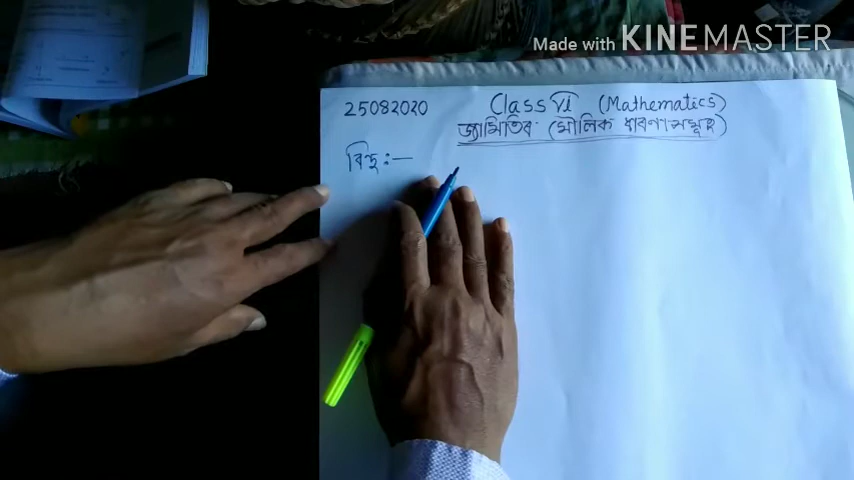 Made with KINEMASTER
25082020 Class VI (Mathematics)
জ্যামিতিৰ (মৌলিক ধাৰণাসমূহ)
বিন্দু :—